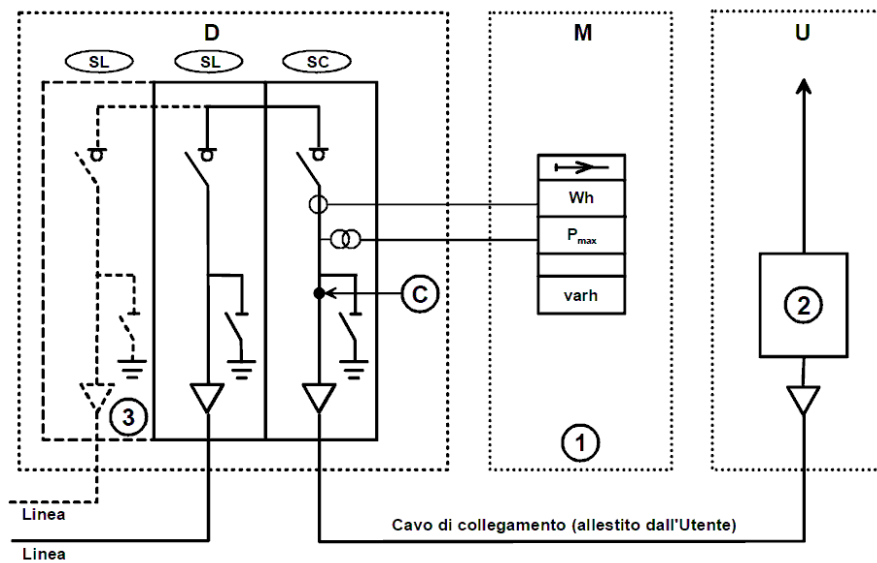 D
M
U
SL
SL
SC
Wh
Pmax
C
varh
2
3
1
Linea
Cavo di collegamento (allestito dall'Utente)
Linea